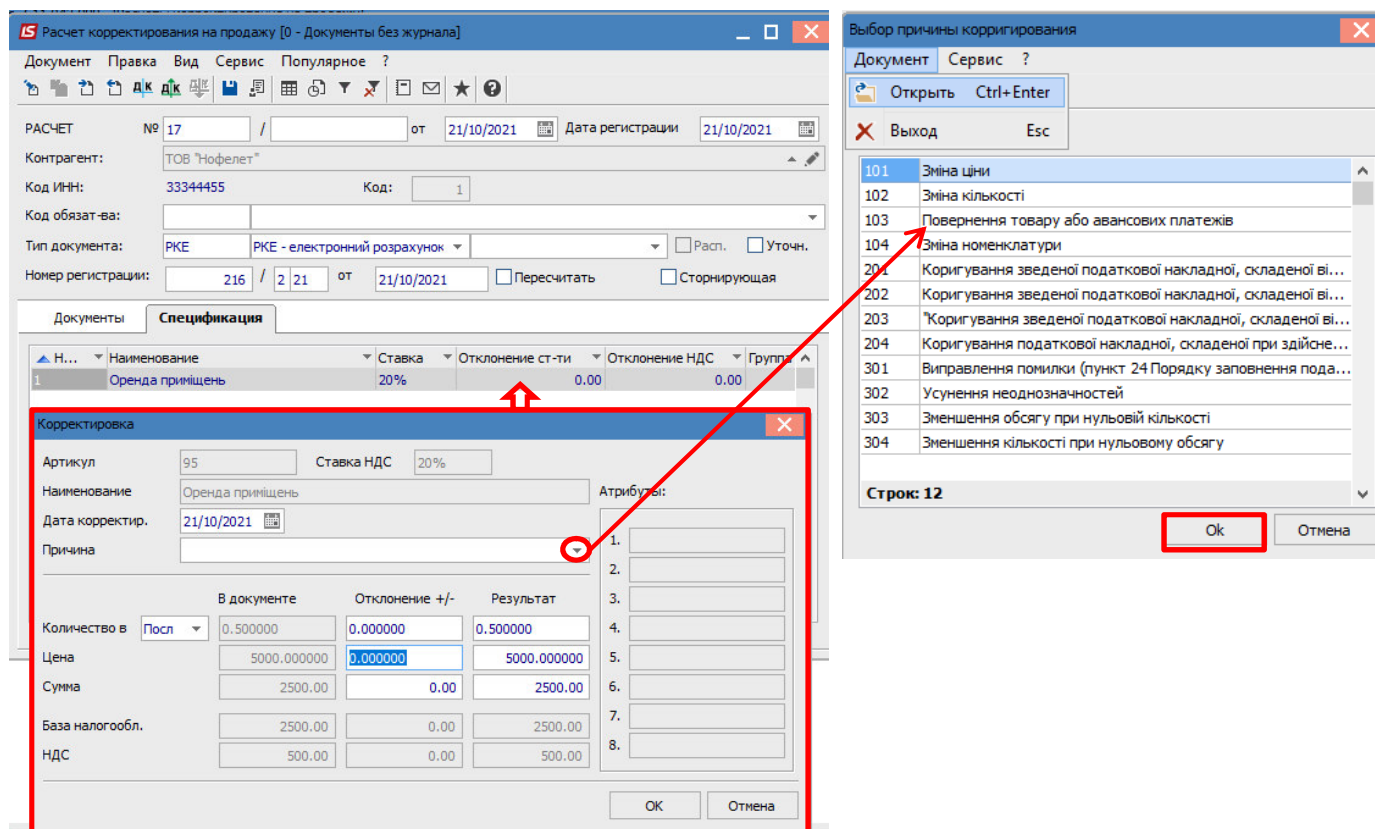 Расчет корректирования на продажу [0 - Документы без журнала]
Документ Правка Вид Сервис Популярное ?
РАСЧЕТ № 17 / от 21/10/2021 Дата регистрации 21/10/2021
Контрагент: ТОВ "Нофелет"
Код ИНН: 33344455 Код: 1
Код обязат-ва:
Тип документа: РКЕ РКЕ - електронний розрахунок Расп. Уточн.
Номер регистрации: 216 / 2 21 от 21/10/2021 Пересчитать Сторнирующая
Документы Спецификация
Н... Наименование Ставка Отклонение ст-ти Отклонение НДС Группа
1 Оренда приміщень 20% 0.00 0.00
Корректировка
Артикул 95 Ставка НДС 20%
Наименование Оренда приміщень Атрибуты:
Дата корректир. 21/10/2021
Причина
1.
2.
В документе Отклонение +/- Результат 3.
Количество в Посл 0.500000 0.000000 0.500000 4.
Цена 5000.000000 0.000000 5000.000000 5.
Сумма 2500.00 0.00 2500.00 6.
7.
База налогообл. 2500.00 0.00 2500.00
НДС 500.00 0.00 500.00 8.
OK Отмена
Выбор причины корригирования
Документ Сервис ?
Открыть Ctrl+Enter
Выход Esc
101 Зміна ціни
102 Зміна кількості
103 Повернення товару або авансових платежів
104 Зміна номенклатури
201 Коригування зведеної податкової накладної, складеної ві...
202 Коригування зведеної податкової накладної, складеної ві...
203 "Коригування зведеної податкової накладної, складеної ві...
204 Коригування податкової накладної, складеної при здійсне...
301 Виправлення помилки (пункт 24 Порядку заповнення пода...
302 Усунення неоднозначностей
303 Зменшення обсягу при нульовій кількості
304 Зменшення кількості при нульовому обсягу
Строк: 12
Ok Отмена